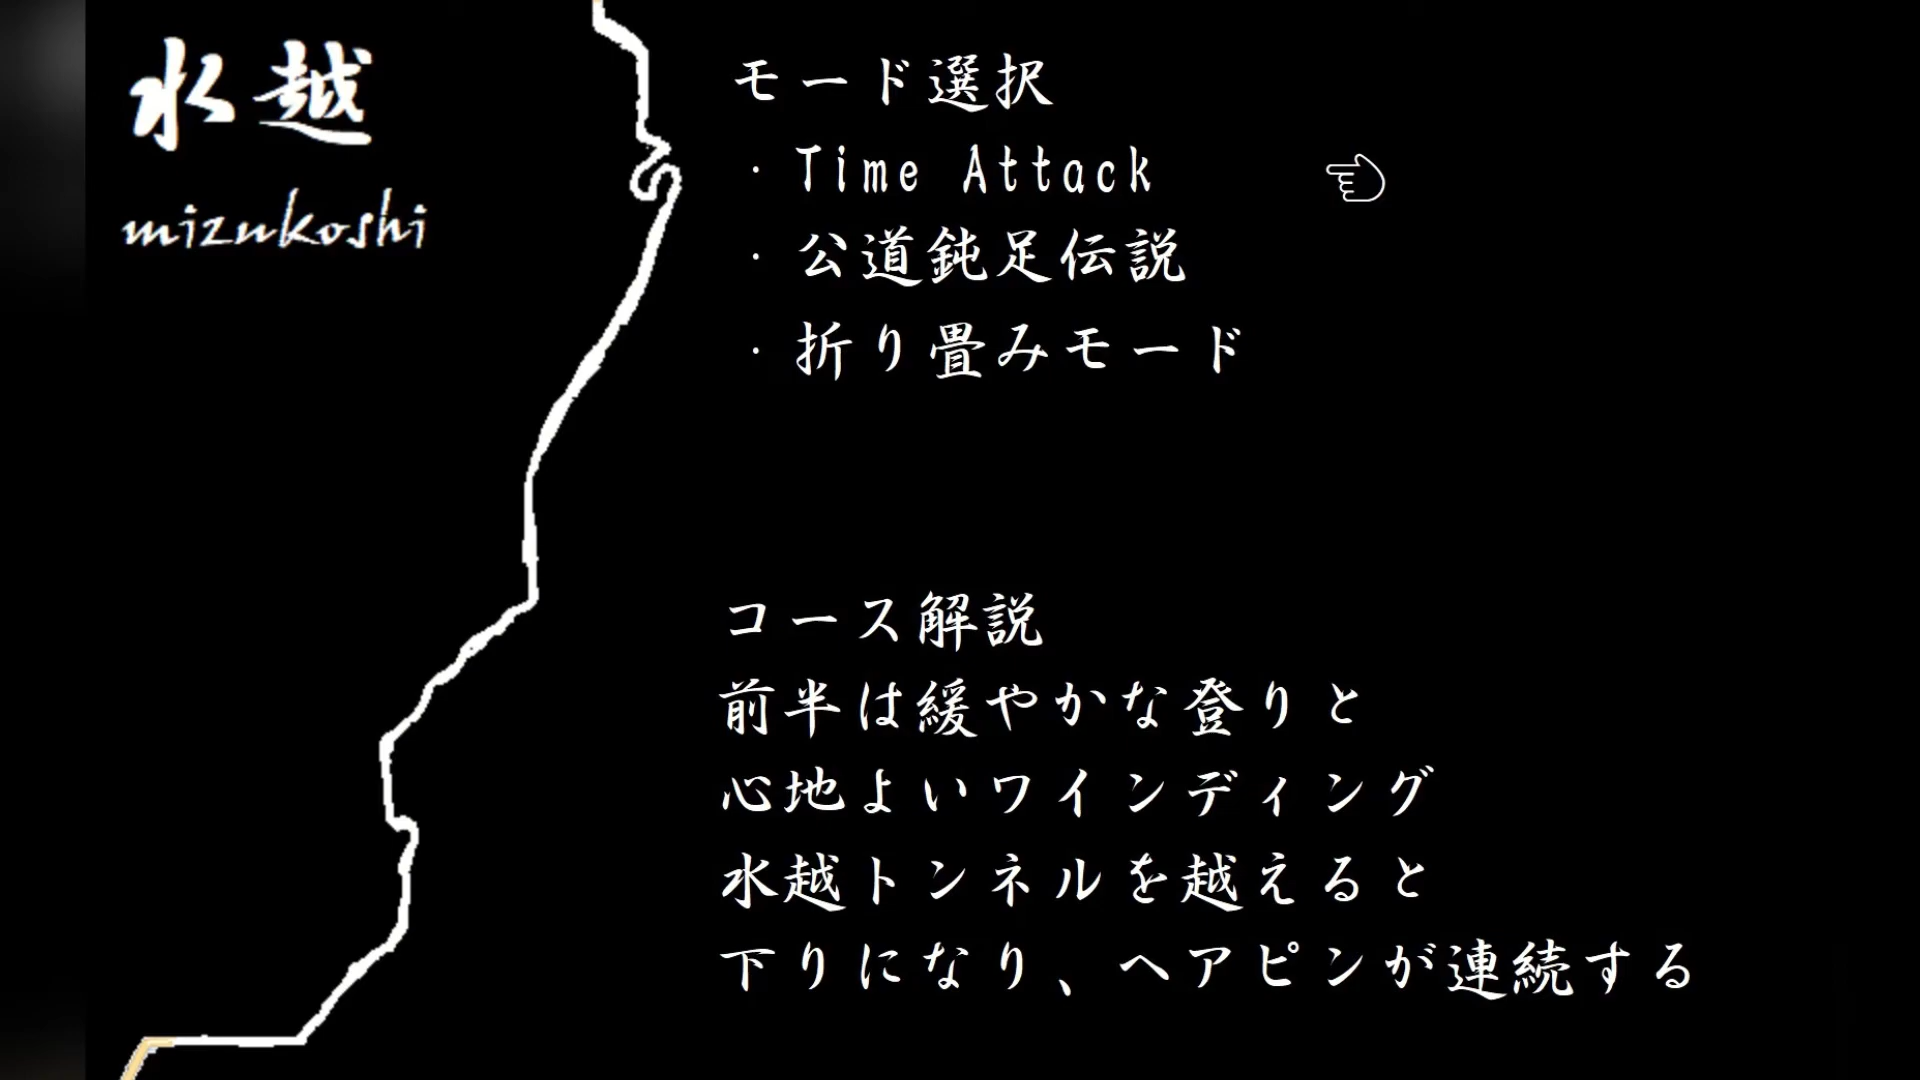 水越
mizukoshi
モード選択
・Time Attack
・公道鈍足伝説
・折り畳みモード
コース解説
前半は緩やかな登りと
心地よいワインディング
水越トンネルを越えると
下りになり、ヘアピンが連続する